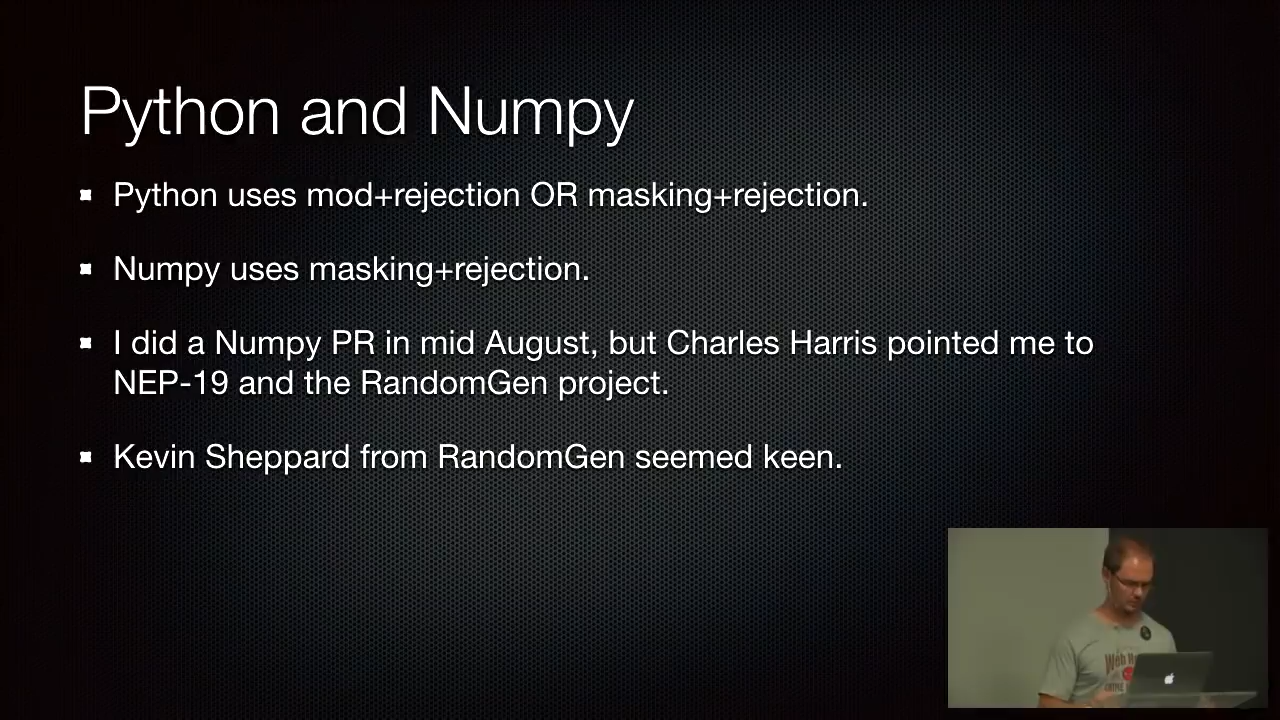 Python and Numpy
Python uses mod+rejection OR masking+rejection.
Numpy uses masking+rejection.
I did a Numpy PR in mid August, but Charles Harris pointed me to
NEP-19 and the RandomGen project.
Kevin Sheppard from RandomGen seemed keen.